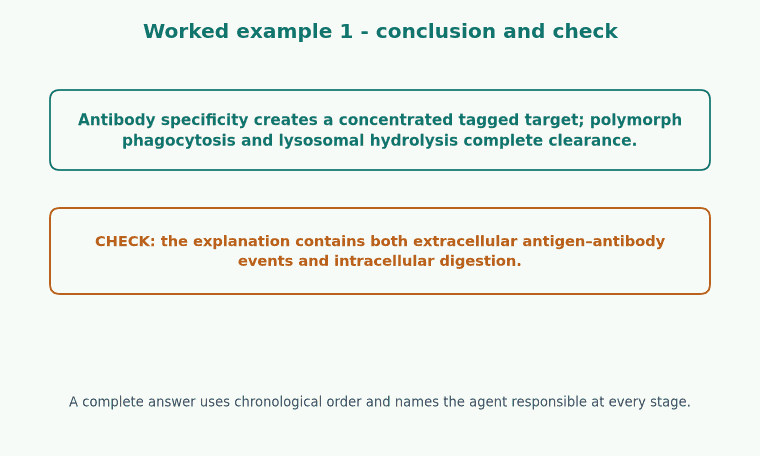 Worked example 1 - conclusion and check
Antibody specificity creates a concentrated tagged target; polymorph
phagocytosis and lysosomal hydrolysis complete clearance.
CHECK: the explanation contains both extracellular antigen–antibody
events and intracellular digestion.
A complete answer uses chronological order and names the agent responsible at every stage.